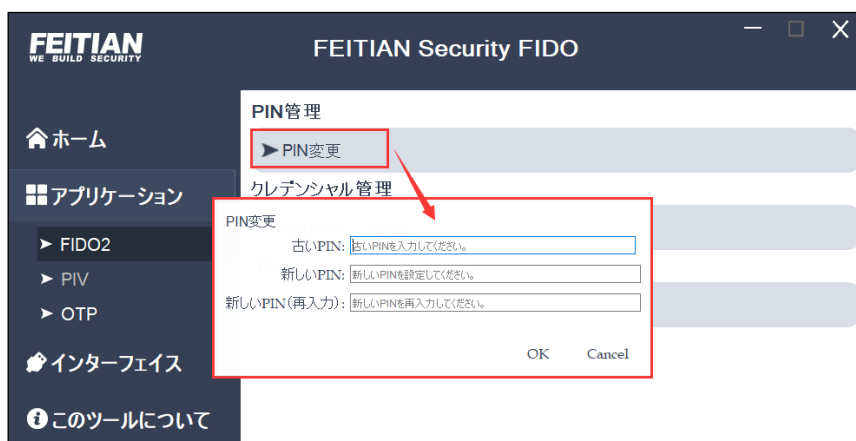 FEITIAN
WE BUILD SECURITY
FEITIAN Security FIDO
ホーム
アプリケーション
FIDO2
PIV
OTP
インターフェイス
このツールについて
PIN管理
PIN変更
クレデンシャル管理
PIN変更
古いPIN: 古いPINを入力してください。
新しいPIN: 新しいPINを設定してください。
新しいPIN(再入力): 新しいPINを再入力してください。
OK Cancel